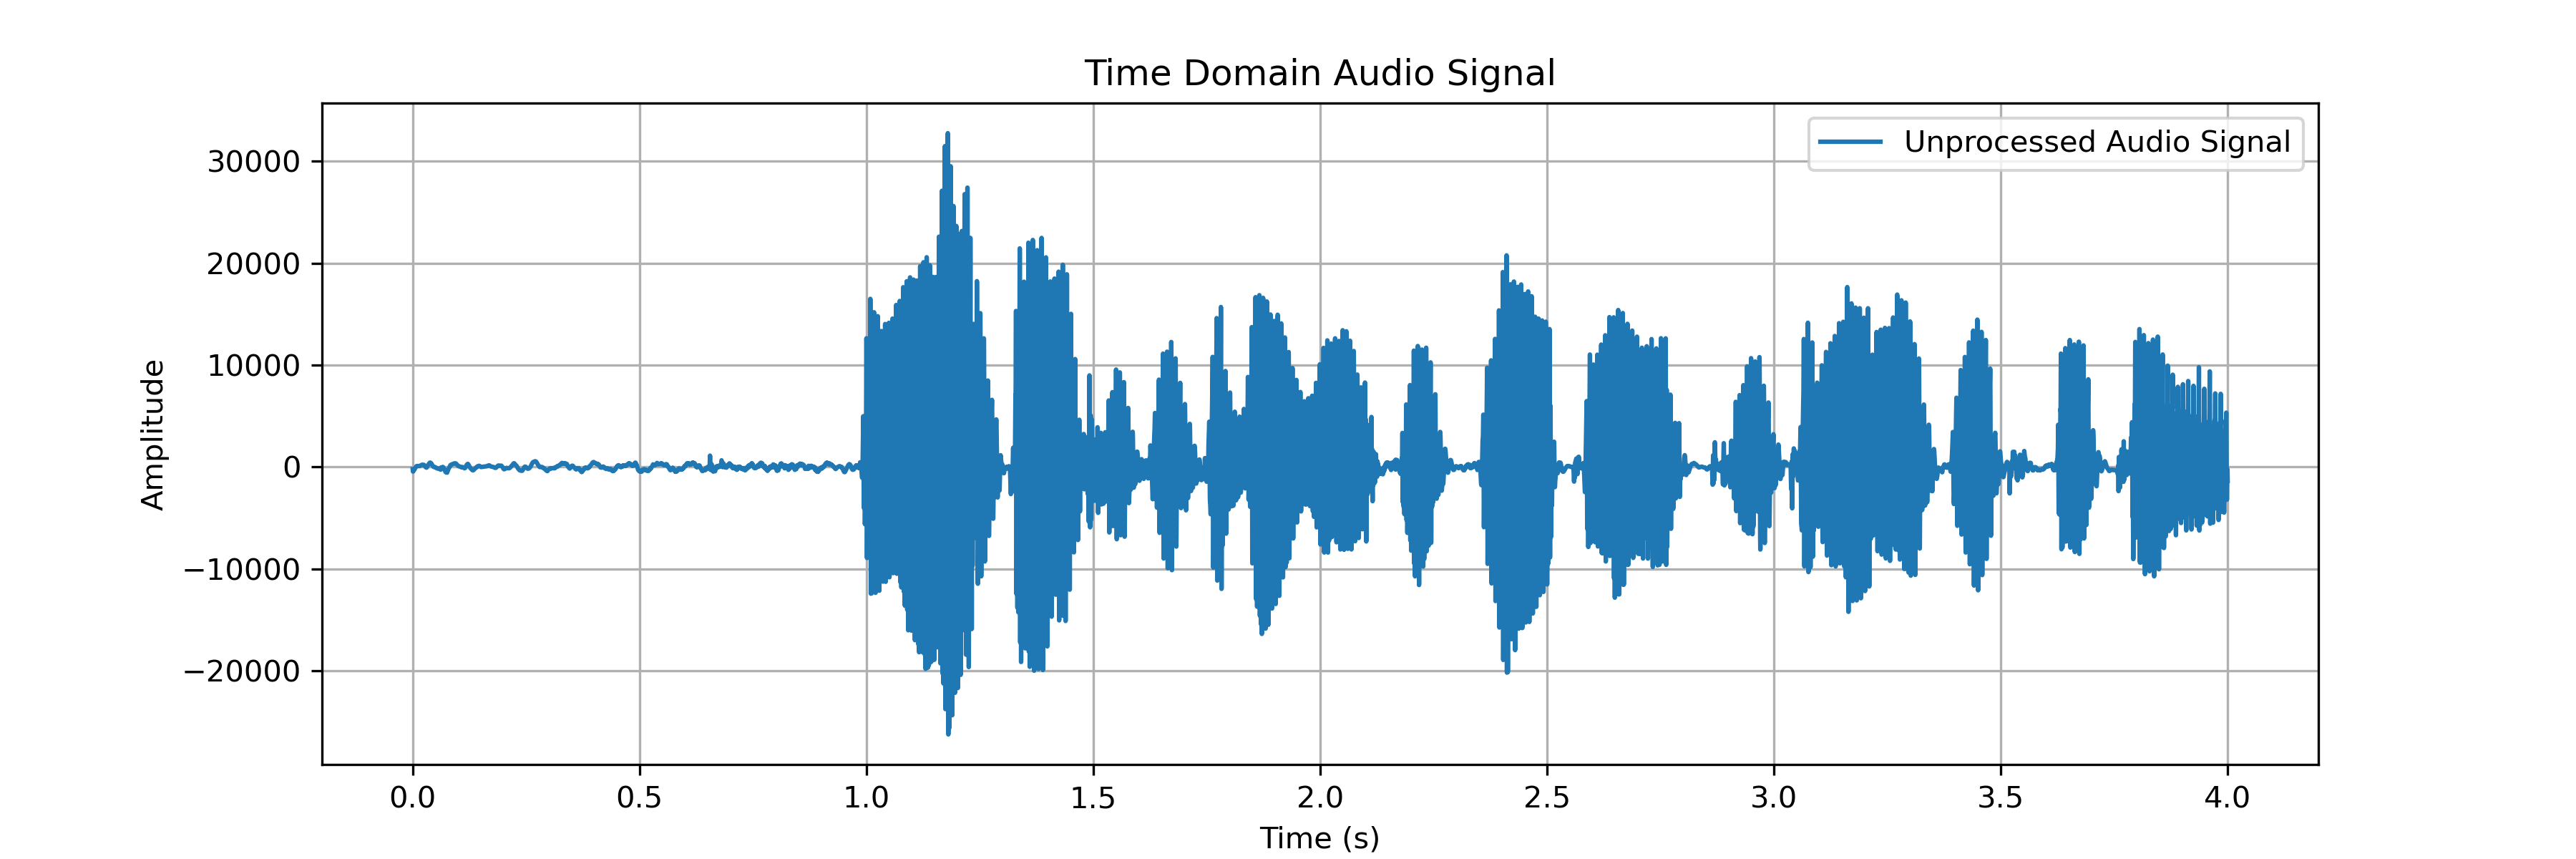 Time Domain Audio Signal
Unprocessed Audio Signal
30000
20000
10000
0
−10000
−20000
Amplitude
0.0 0.5 1.0 1.5 2.0 2.5 3.0 3.5 4.0
Time (s)